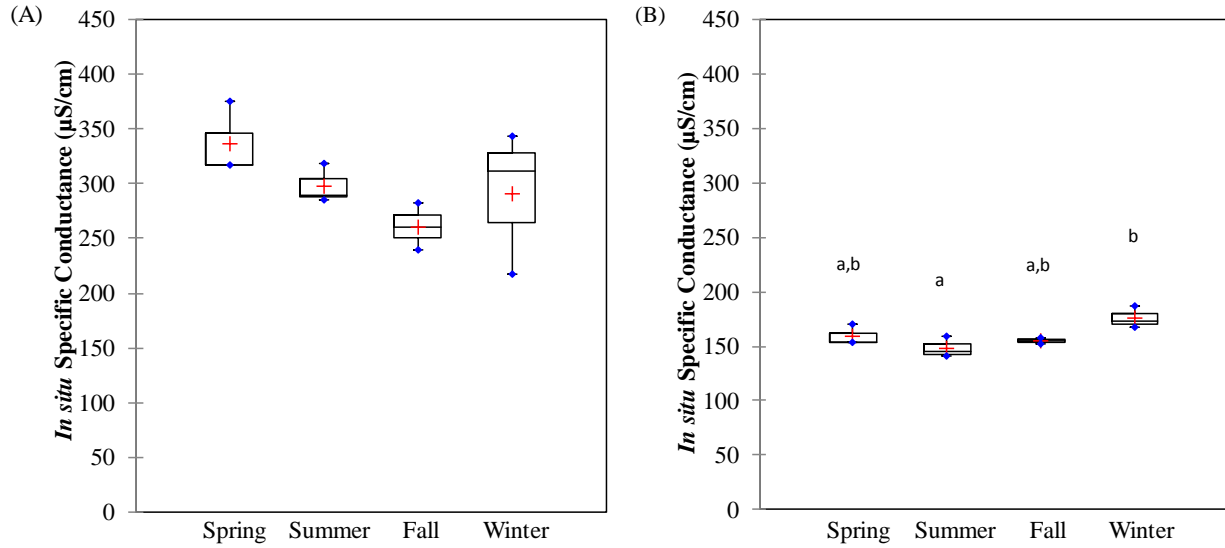 (A)
In situ Specific Conductance (µS/cm)
450
400
350
300
250
200
150
100
50
0
Spring Summer Fall Winter
(B)
In situ Specific Conductance (µS/cm)
450
400
350
300
250
200
150
100
50
0
a,b a a,b b
Spring Summer Fall Winter